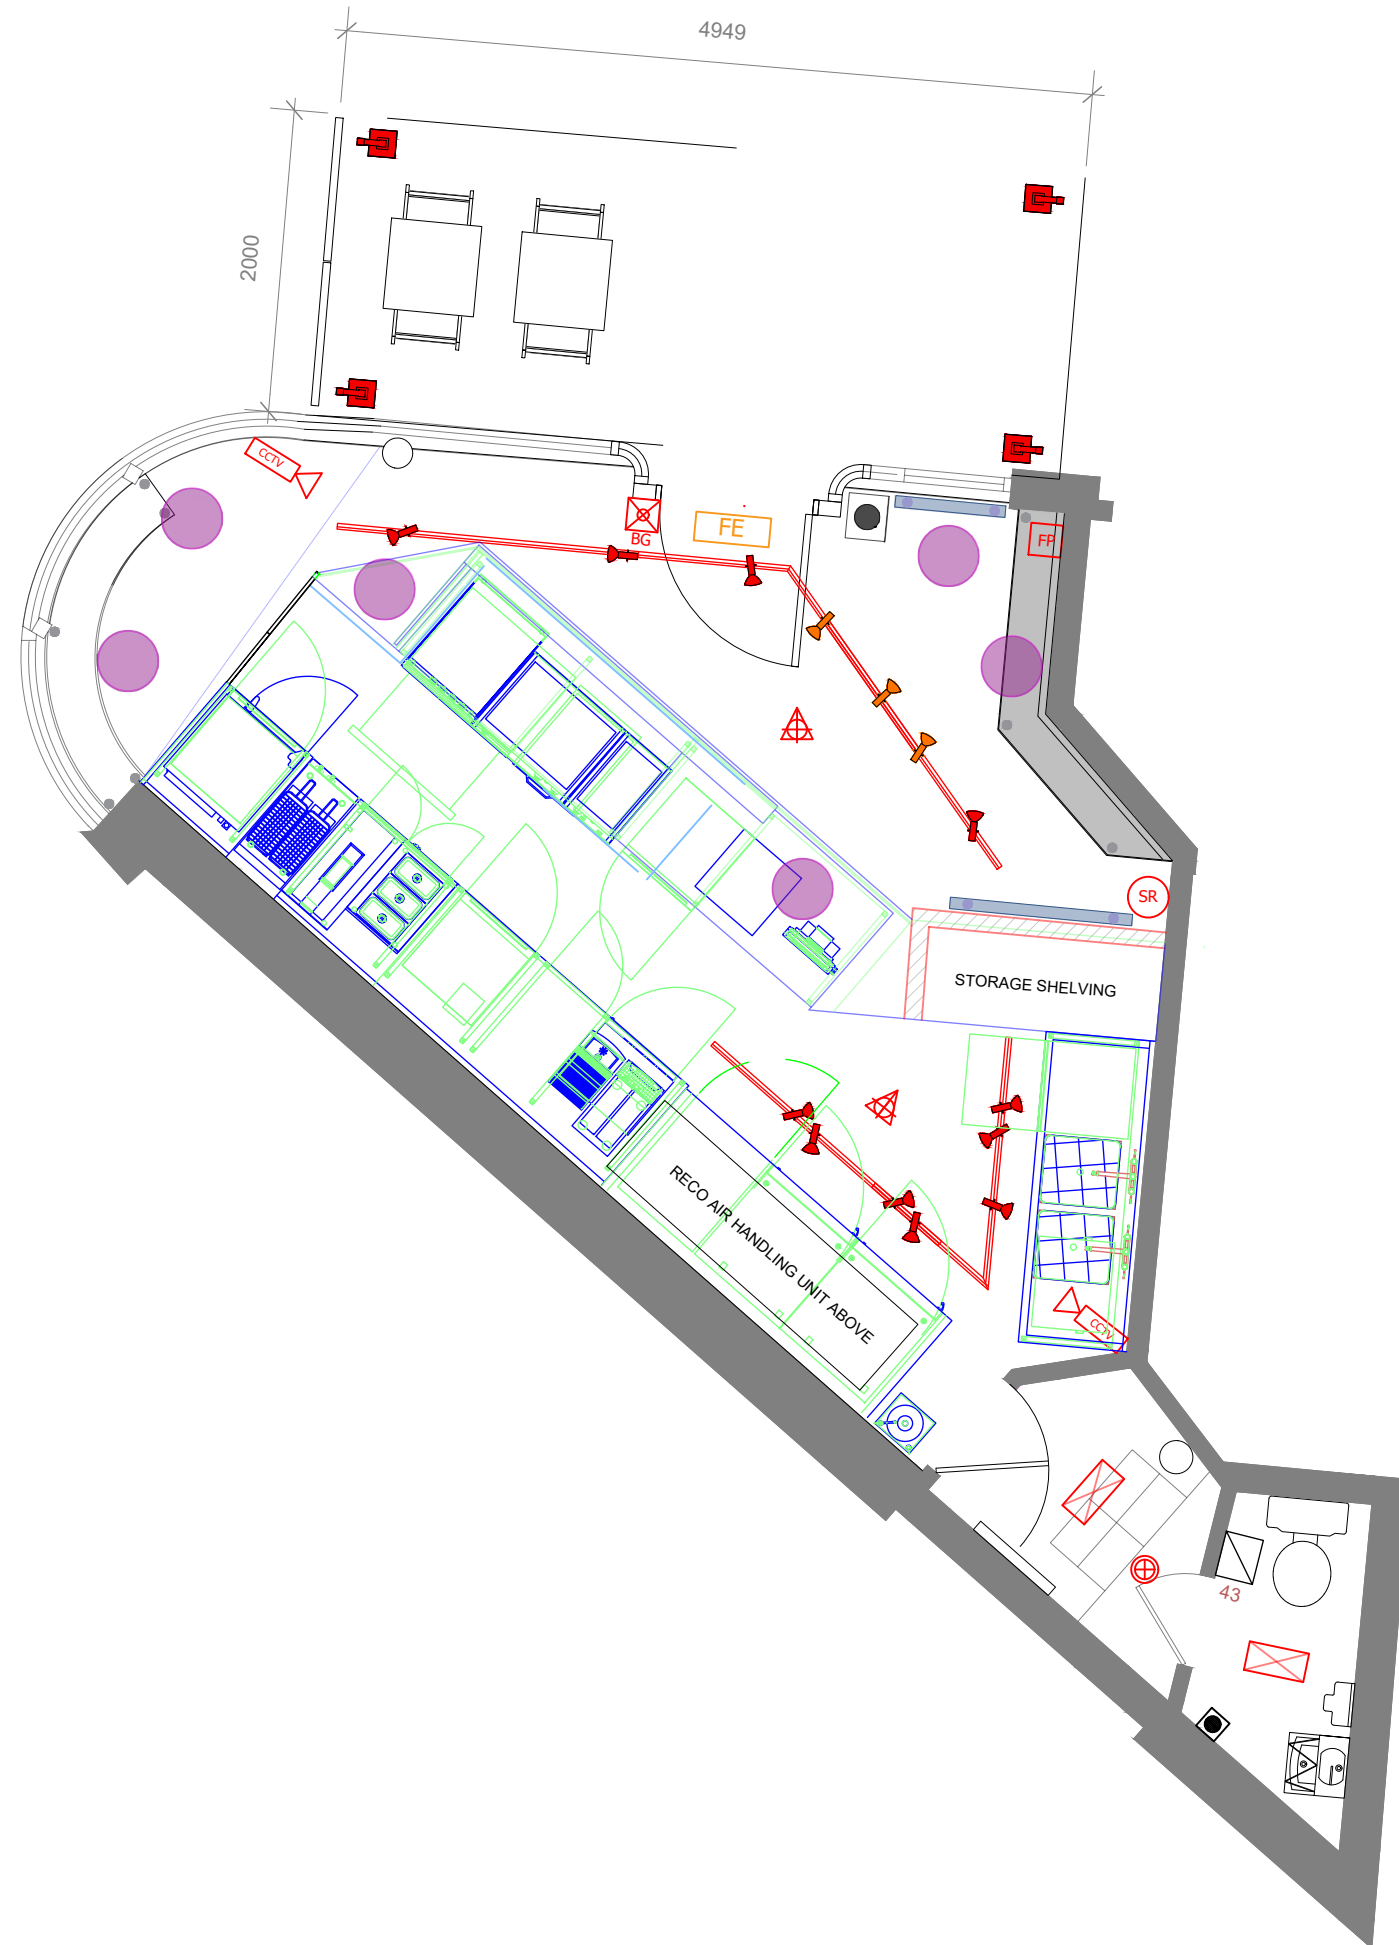 4949
2000
CCTV
BG
FE
FP
SR
STORAGE SHELVING
RECO AIR HANDLING UNIT ABOVE
CCTV
43